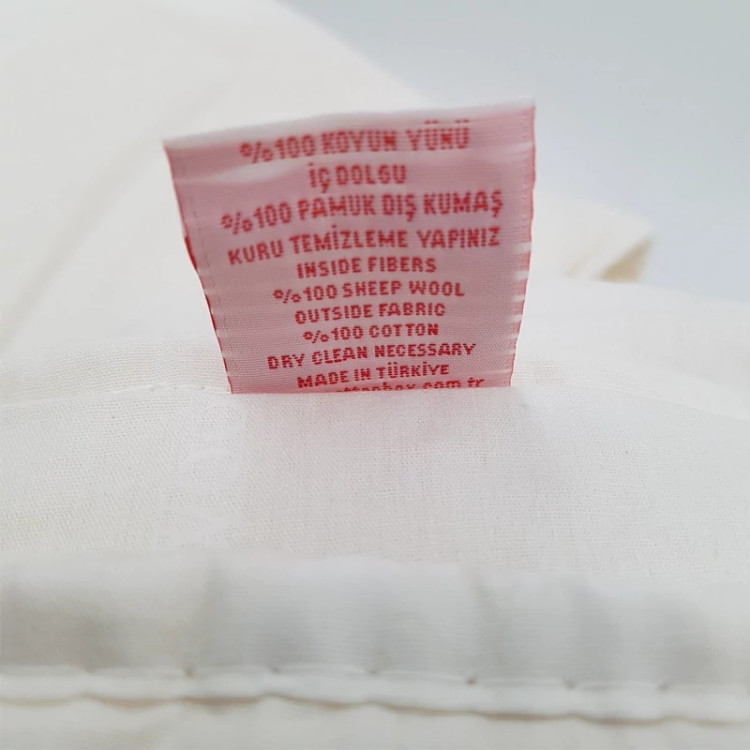 %100 KOYUN YÜNÜ
İÇ DOLGU
%100 PAMUK DIŞ KUMAŞ
KURU TEMİZLEME YAPINIZ
INSIDE FIBERS
%100 SHEEP WOOL
OUTSIDE FABRIC
%100 COTTON
DRY CLEAN NECESSARY
MADE IN TÜRKİYE